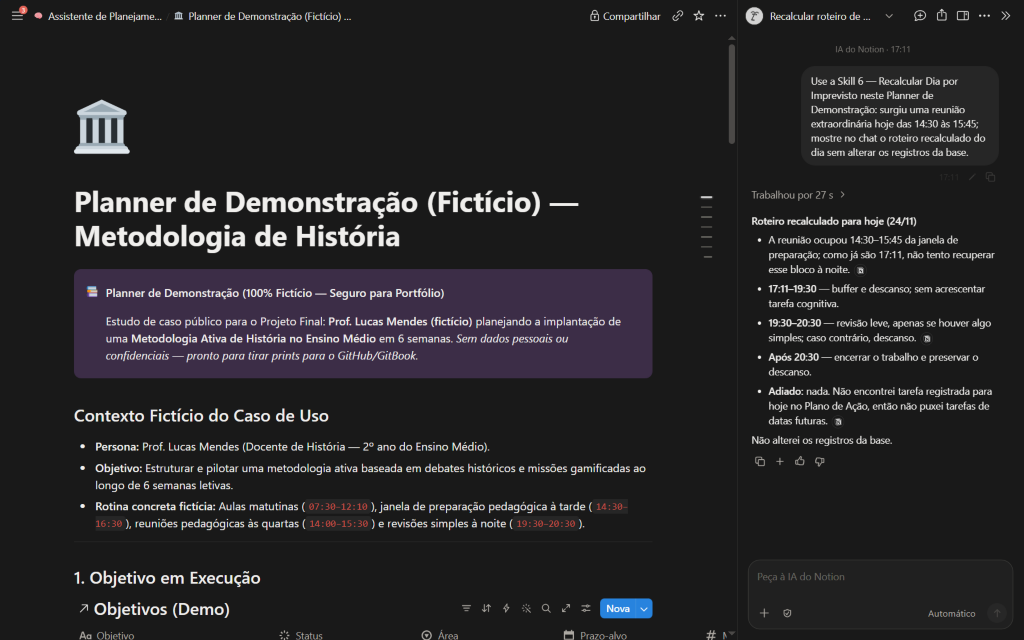 3
Assistente de Planejame...
/
Planner de Demonstração (Fictício) ...
Compartilhar
Planner de Demonstração (Fictício) —
Metodologia de História
Planner de Demonstração (100% Fictício — Seguro para Portfólio)
Estudo de caso público para o Projeto Final: Prof. Lucas Mendes (fictício) planejando a implantação de
uma Metodologia Ativa de História no Ensino Médio em 6 semanas. Sem dados pessoais ou
confidenciais — pronto para tirar prints para o GitHub/GitBook.
Contexto Fictício do Caso de Uso
• Persona: Prof. Lucas Mendes (Docente de História — 2º ano do Ensino Médio).
• Objetivo: Estruturar e pilotar uma metodologia ativa baseada em debates históricos e missões gamificadas ao
longo de 6 semanas letivas.
• Rotina concreta fictícia: Aulas matutinas ( 07:30–12:10 ), janela de preparação pedagógica à tarde ( 14:30–
16:30 ), reuniões pedagógicas às quartas ( 14:00–15:30 ) e revisões simples à noite ( 19:30–20:30 ).
1. Objetivo em Execução
Objetivos (Demo)
Nova
Aa Objetivo
Status
Área
Prazo-alvo
Recalcular roteiro de ...
IA do Notion · 17:11
Use a Skill 6 — Recalcular Dia por
Imprevisto neste Planner de
Demonstração: surgiu uma reunião
extraordinária hoje das 14:30 às 15:45;
mostre no chat o roteiro recalculado do
dia sem alterar os registros da base.
17:11
Trabalhou por 27 s
Roteiro recalculado para hoje (24/11)
• A reunião ocupou 14:30–15:45 da janela de
preparação; como já são 17:11, não tento recuperar
esse bloco à noite.
• 17:11–19:30 — buffer e descanso; sem acrescentar
tarefa cognitiva.
• 19:30–20:30 — revisão leve, apenas se houver algo
simples; caso contrário, descanso.
• Após 20:30 — encerrar o trabalho e preservar o
descanso.
• Adiado: nada. Não encontrei tarefa registrada para
hoje no Plano de Ação, então não puxei tarefas de
datas futuras.
Não alterei os registros da base.
Peça à IA do Notion
Automático